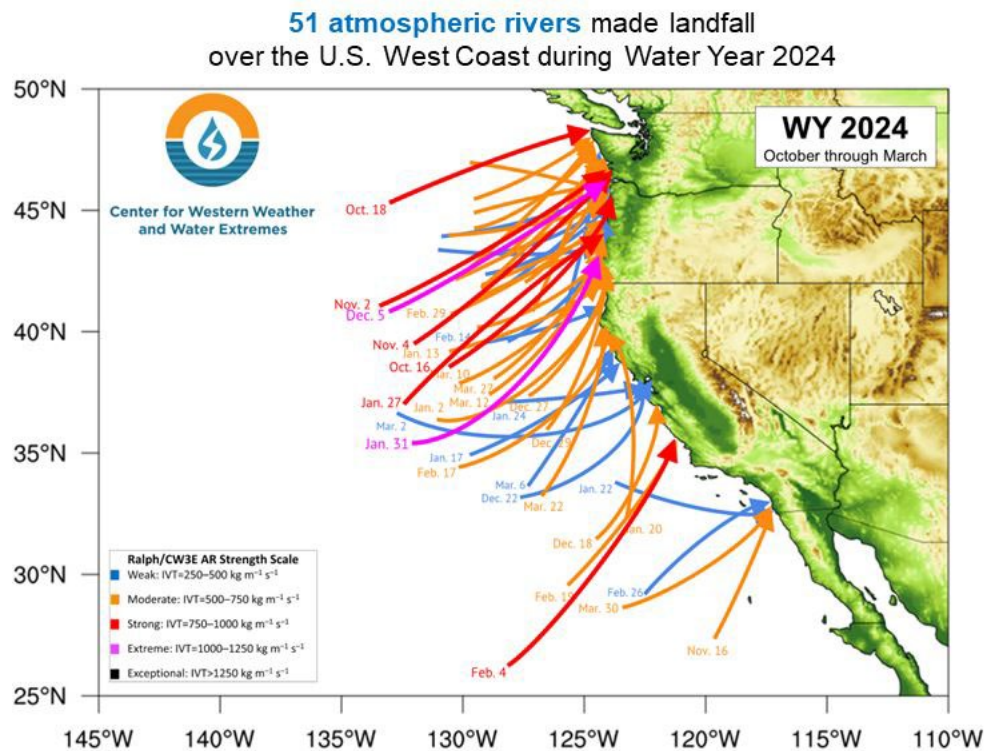 51 atmospheric rivers made landfall
over the U.S. West Coast during Water Year 2024
50°N
45°N
40°N
35°N
30°N
25°N
Center for Western Weather
and Water Extremes
WY 2024
October through March
Oct. 18
Nov. 2
Dec. 5
Feb. 29
Nov. 4
Feb. 14
Jan. 13
Oct. 16
Mar. 27
Jan. 27
Jan. 2
Mar. 12
Dec. 27
Jan. 24
Mar. 2
Jan. 31
Dec. 29
Jan. 17
Feb. 17
Mar. 6
Dec. 22
Mar. 22
Jan. 22
Dec. 18
Feb. 26
Mar. 30
Nov. 16
Feb. 4
Ralph/CW3E AR Strength Scale
Weak: IVT=250–500 kg m⁻¹ s⁻¹
Moderate: IVT=500–750 kg m⁻¹ s⁻¹
Strong: IVT=750–1000 kg m⁻¹ s⁻¹
Extreme: IVT=1000–1250 kg m⁻¹ s⁻¹
Exceptional: IVT>1250 kg m⁻¹ s⁻¹
145°W 140°W 135°W 130°W 125°W 120°W 115°W 110°W